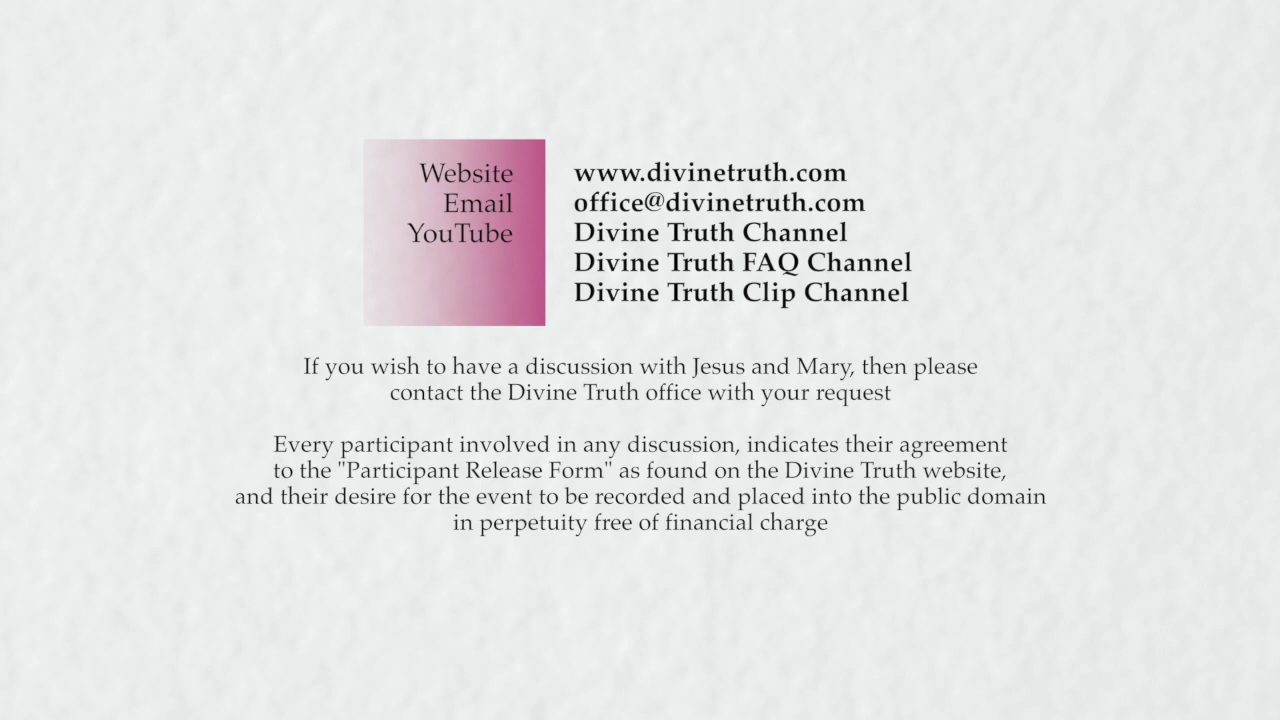 Website www.divinetruth.com
Email office@divinetruth.com
YouTube Divine Truth Channel
Divine Truth FAQ Channel
Divine Truth Clip Channel
If you wish to have a discussion with Jesus and Mary, then please
contact the Divine Truth office with your request
Every participant involved in any discussion, indicates their agreement
to the "Participant Release Form" as found on the Divine Truth website,
and their desire for the event to be recorded and placed into the public domain
in perpetuity free of financial charge